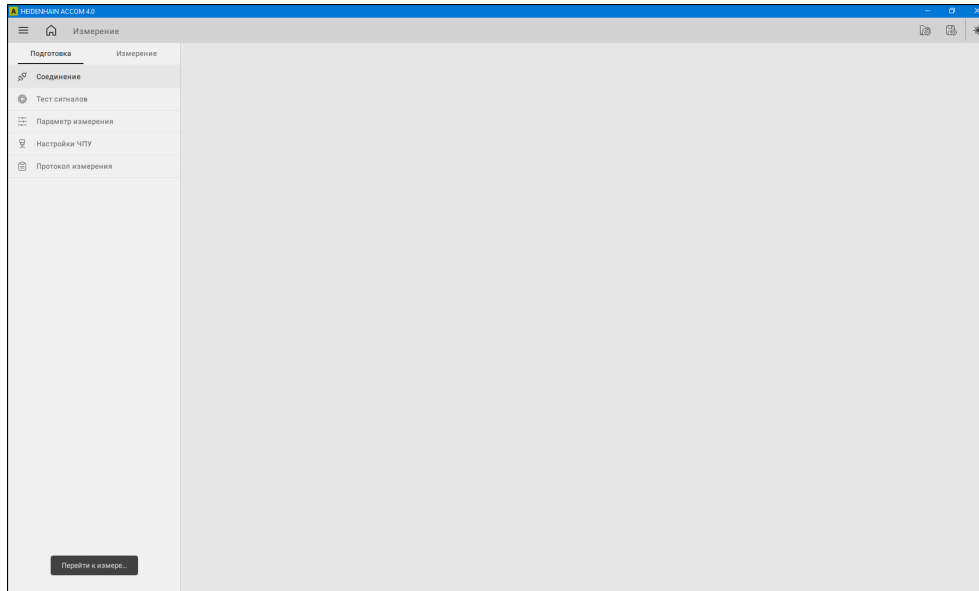 HEIDENHAIN ACCOM 4.0
Измерение
Подготовка
Измерение
Соединение
Тест сигналов
Параметр измерения
Настройки ЧПУ
Протокол измерения
Перейти к измере...